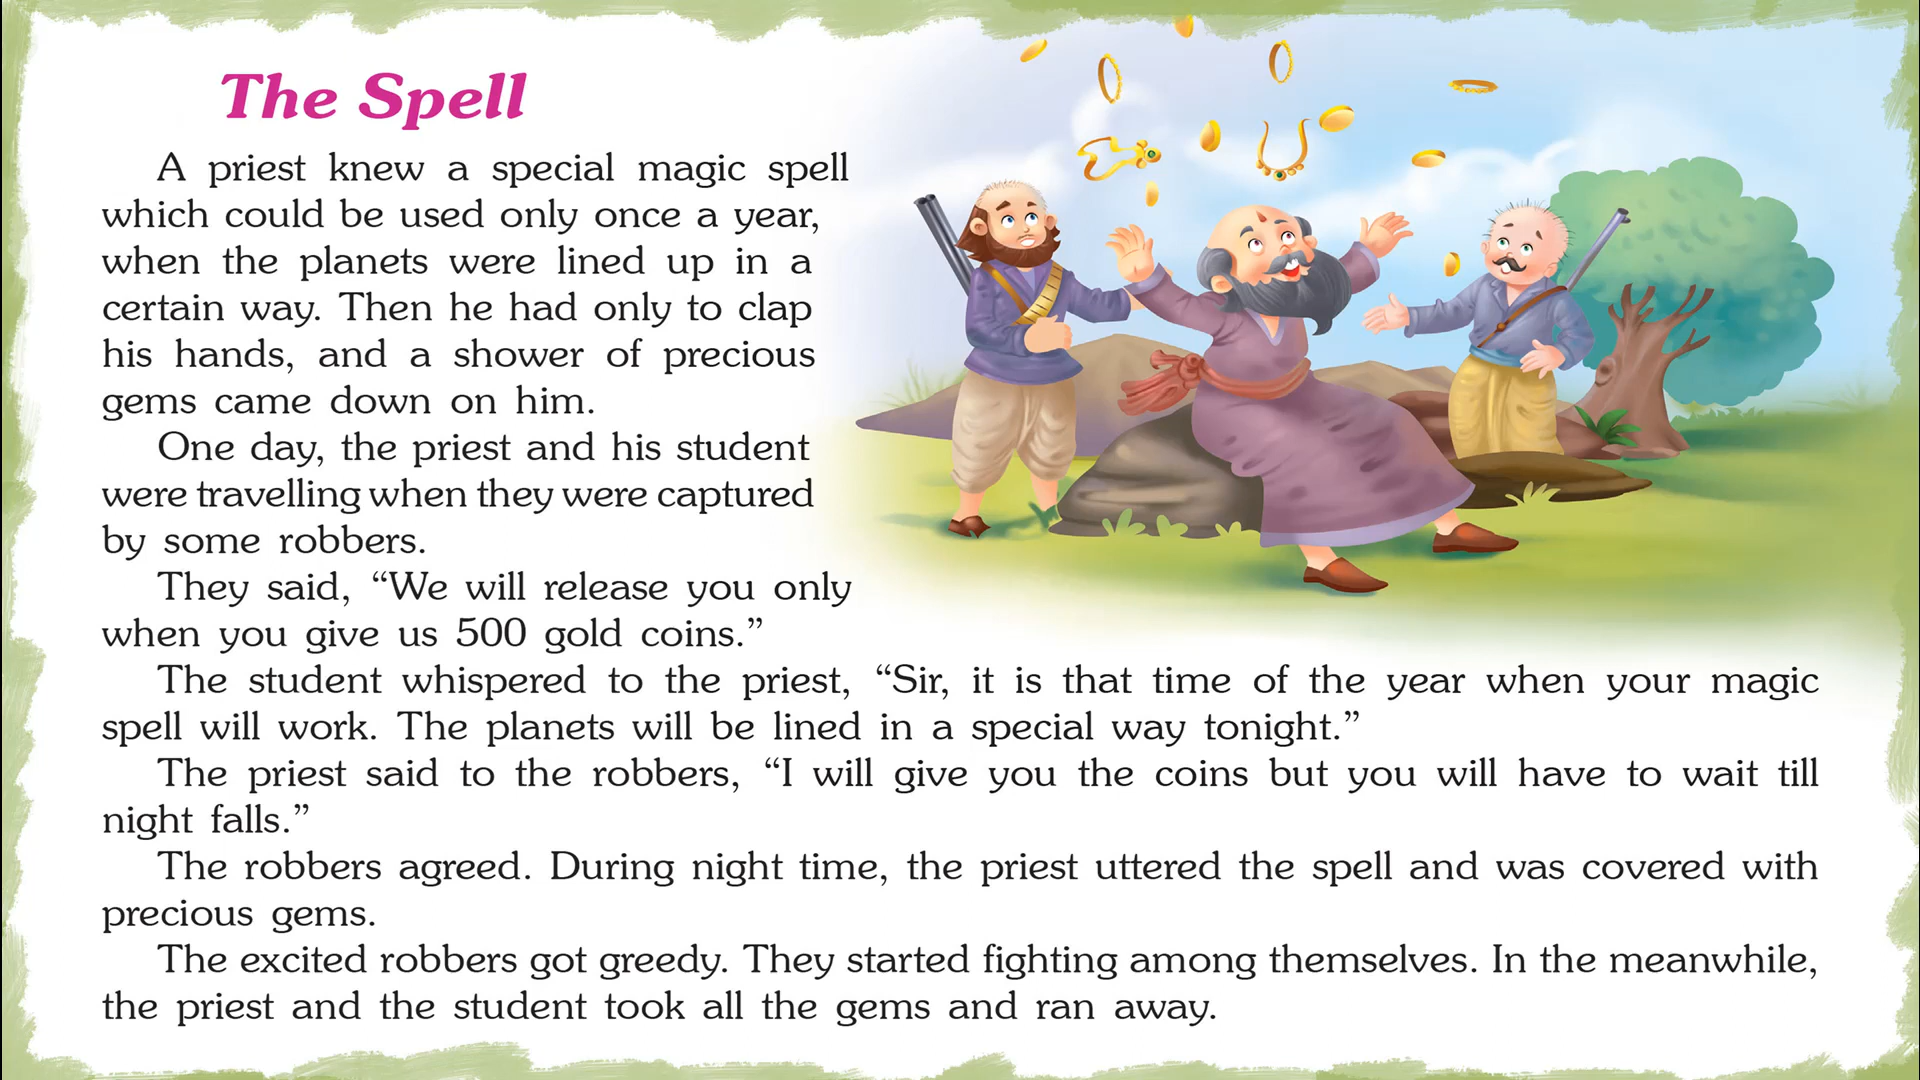 The Spell
A priest knew a special magic spell
which could be used only once a year,
when the planets were lined up in a
certain way. Then he had only to clap
his hands, and a shower of precious
gems came down on him.
One day, the priest and his student
were travelling when they were captured
by some robbers.
They said, “We will release you only
when you give us 500 gold coins.”
The student whispered to the priest, “Sir, it is that time of the year when your magic
spell will work. The planets will be lined in a special way tonight.”
The priest said to the robbers, “I will give you the coins but you will have to wait till
night falls.”
The robbers agreed. During night time, the priest uttered the spell and was covered with
precious gems.
The excited robbers got greedy. They started fighting among themselves. In the meanwhile,
the priest and the student took all the gems and ran away.